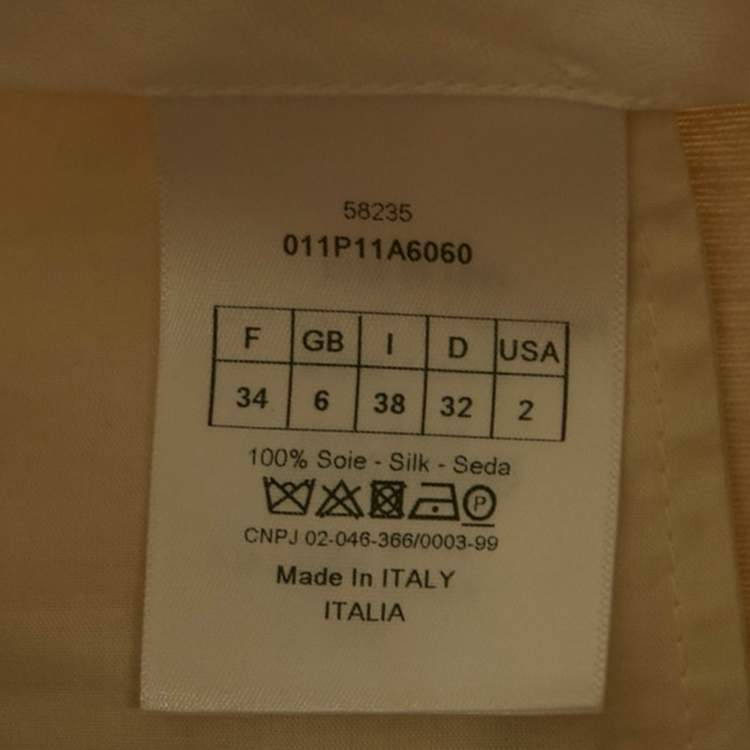 58235
011P11A6060
F GB I D USA
34 6 38 32 2
100% Soie - Silk - Seda
P
CNPJ 02-046-366/0003-99
Made In ITALY
ITALIA